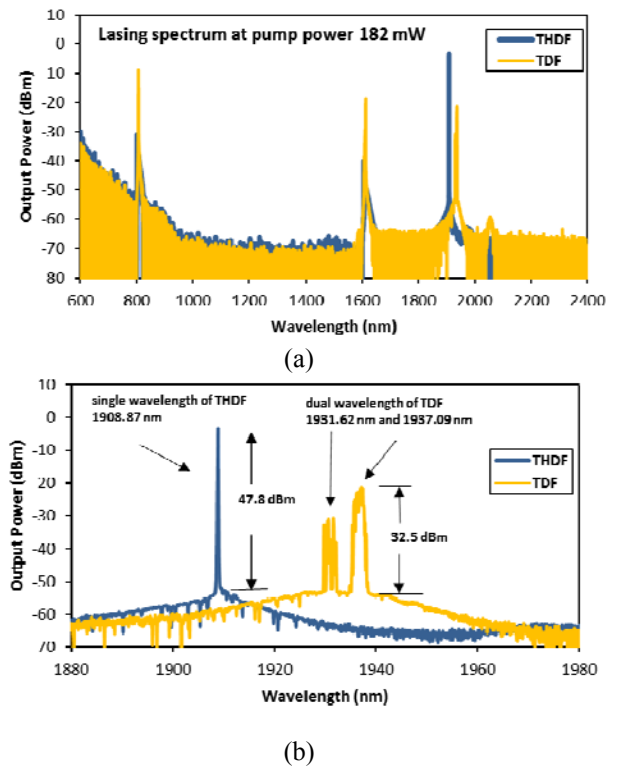 Lasing spectrum at pump power 182 mW
THDF
TDF
Output Power (dBm)
10
0
-10
-20
-30
-40
-50
-60
-70
80
600 800 1000 1200 1400 1600 1800 2000 2200 2400
Wavelength (nm)
(a)
single wavelength of THDF
1908.87 nm
dual wavelength of TDF
1931.62 nm and 1937.09 nm
THDF
TDF
47.8 dBm
32.5 dBm
Output Power (dBm)
10
0
-10
-20
-30
-40
-50
-60
-70
1880 1900 1920 1940 1960 1980
Wavelength (nm)
(b)